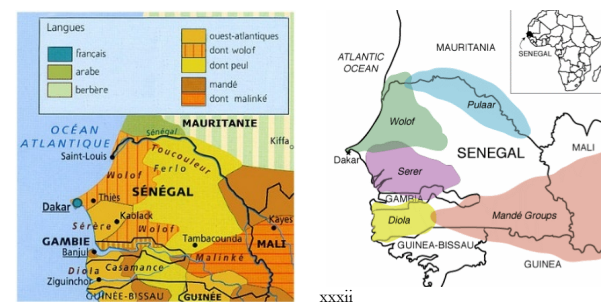 Langues
français
arabe
berbère
ouest-atlantiques
dont wolof
dont peul
mandé
dont malinké
MAURITANIE
OCÉAN
ATLANTIQUE
Sénégal
Kiffa
Saint-Louis
Toucouleur
Ferlo
Wolof
SÉNÉGAL
Dakar
Thiès
Kaolack
Sérère
Wolof
Kayes
Tambacounda
MALI
GAMBIE
Banjul
Malinké
Diola
Casamance
Ziguinchor
GUINÉE-BISSAU
GUINÉE
ATLANTIC
OCEAN
MAURITANIA
SENEGAL
Pulaar
Wolof
Dakar
SENEGAL
MALI
Serer
GAMBIA
Diola
Mandé Groups
GUINEA-BISSAU
GUINEA
xxxii